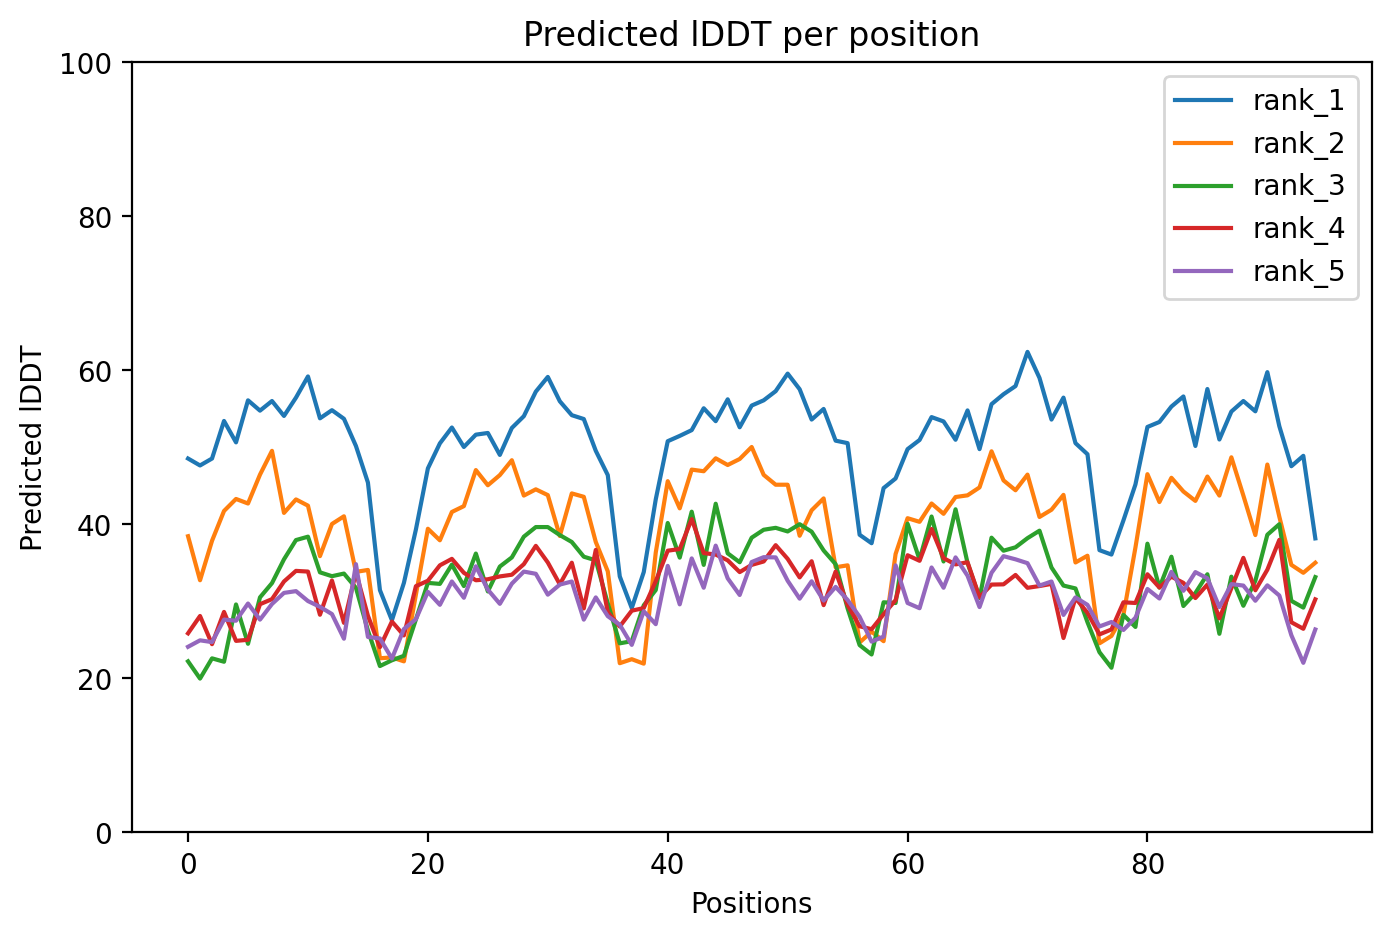 Predicted lDDT per position
100
80
60
40
20
0
Predicted lDDT
0 20 40 60 80
Positions
rank_1
rank_2
rank_3
rank_4
rank_5